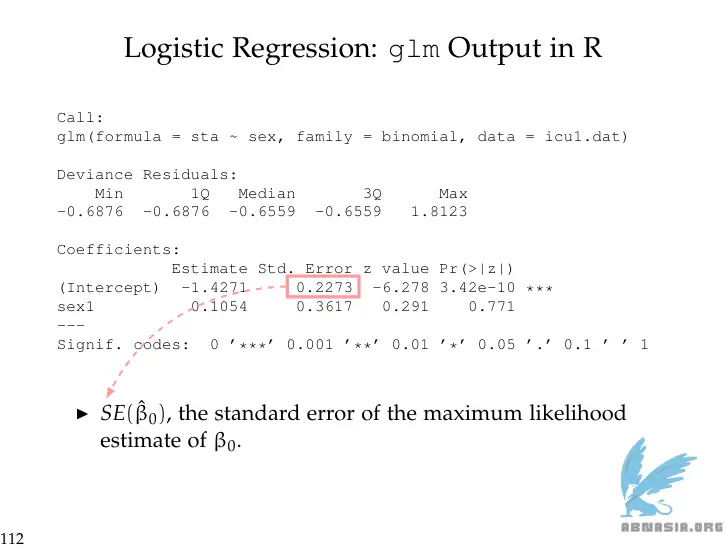 Logistic Regression: glm Output in R
Call:
glm(formula = sta ~ sex, family = binomial, data = icu1.dat)
Deviance Residuals:
Min 1Q Median 3Q Max
-0.6876 -0.6876 -0.6559 -0.6559 1.8123
Coefficients:
Estimate Std. Error z value Pr(>|z|)
(Intercept) -1.4271 0.2273 -6.278 3.42e-10 ***
sex1 0.1054 0.3617 0.291 0.771
---
Signif. codes: 0 ’***’ 0.001 ’**’ 0.01 ’*’ 0.05 ’.’ 0.1 ’ ’ 1
▶ SE(β̂₀), the standard error of the maximum likelihood
estimate of β₀.
ABNASIA.ORG
112